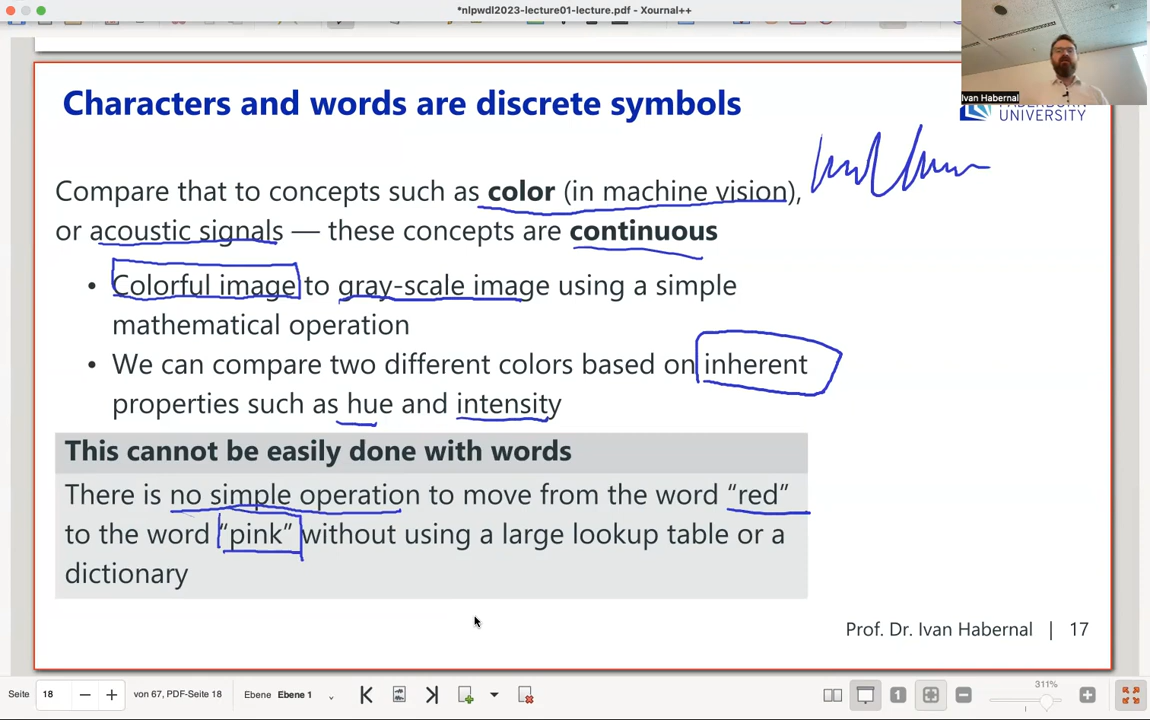 *nlpwdl2023-lecture01-lecture.pdf - Xournal++
Ivan Habernal
UNIVERSITY
Characters and words are discrete symbols
Compare that to concepts such as color (in machine vision),
or acoustic signals — these concepts are continuous
• Colorful image to gray-scale image using a simple
mathematical operation
• We can compare two different colors based on inherent
properties such as hue and intensity
This cannot be easily done with words
There is no simple operation to move from the word “red”
to the word “pink” without using a large lookup table or a
dictionary
Prof. Dr. Ivan Habernal | 17
Seite 18 von 67, PDF-Seite 18 Ebene Ebene 1 1 311%